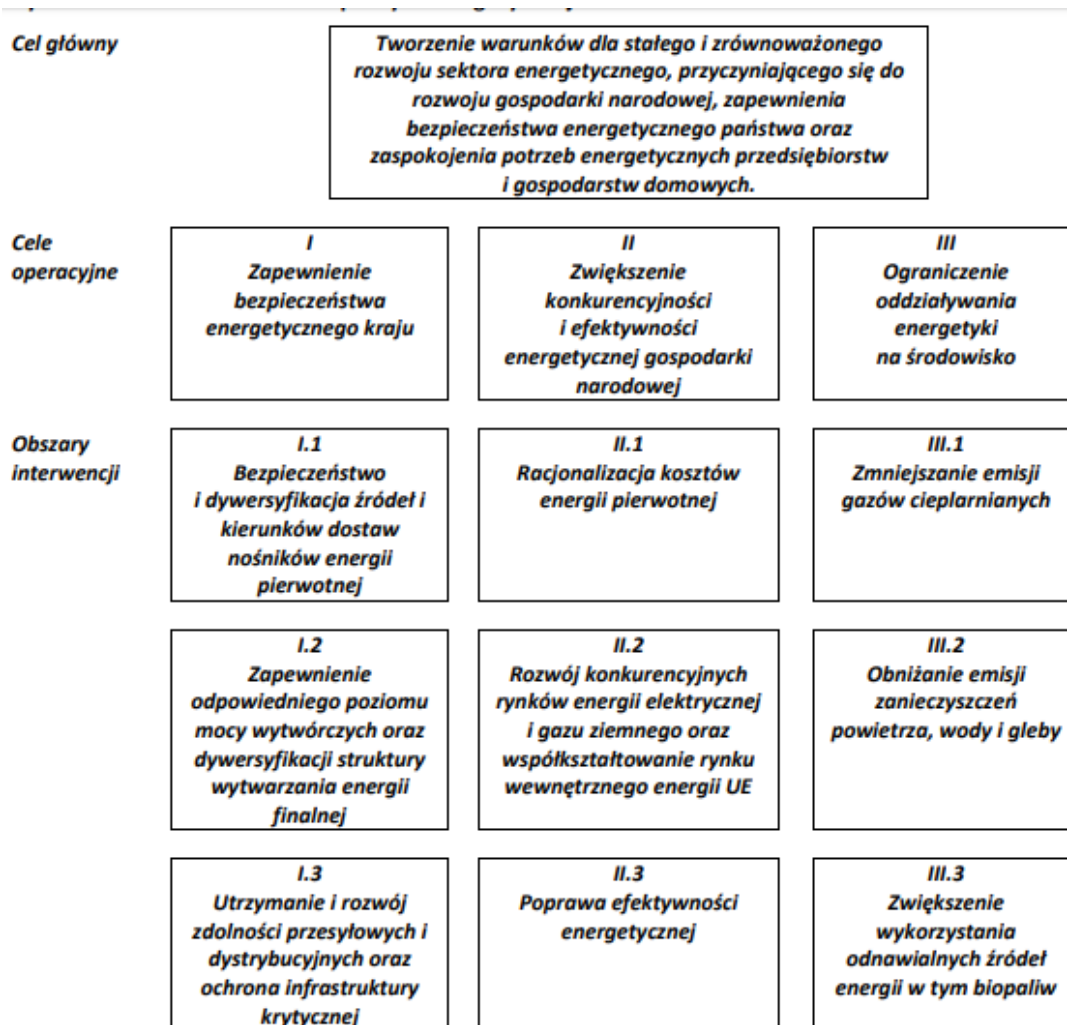 Cel główny
Tworzenie warunków dla stałego i zrównoważonego
rozwoju sektora energetycznego, przyczyniającego się do
rozwoju gospodarki narodowej, zapewnienia
bezpieczeństwa energetycznego państwa oraz
zaspokojenia potrzeb energetycznych przedsiębiorstw
i gospodarstw domowych.
Cele
operacyjne
I
Zapewnienie
bezpieczeństwa
energetycznego kraju
II
Zwiększenie
konkurencyjności
i efektywności
energetycznej gospodarki
narodowej
III
Ograniczenie
oddziaływania
energetyki
na środowisko
Obszary
interwencji
I.1
Bezpieczeństwo
i dywersyfikacja źródeł i
kierunków dostaw
nośników energii
pierwotnej
II.1
Racjonalizacja kosztów
energii pierwotnej
III.1
Zmniejszanie emisji
gazów cieplarnianych
I.2
Zapewnienie
odpowiedniego poziomu
mocy wytwórczych oraz
dywersyfikacji struktury
wytwarzania energii
finalnej
II.2
Rozwój konkurencyjnych
rynków energii elektrycznej
i gazu ziemnego oraz
współkształtowanie rynku
wewnętrznego energii UE
III.2
Obniżanie emisji
zanieczyszczeń
powietrza, wody i gleby
I.3
Utrzymanie i rozwój
zdolności przesyłowych i
dystrybucyjnych oraz
ochrona infrastruktury
krytycznej
II.3
Poprawa efektywności
energetycznej
III.3
Zwiększenie
wykorzystania
odnawialnych źródeł
energii w tym biopaliw